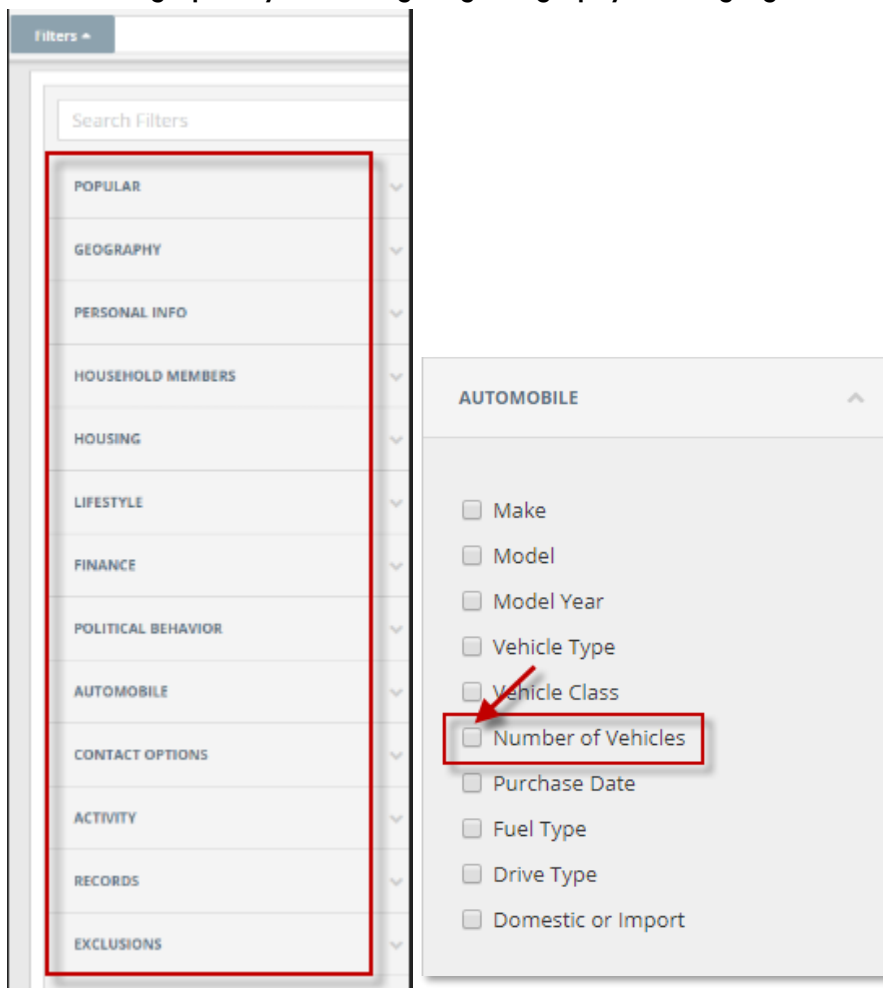 Filters
Search Filters
POPULAR
GEOGRAPHY
PERSONAL INFO
HOUSEHOLD MEMBERS
HOUSING
LIFESTYLE
FINANCE
POLITICAL BEHAVIOR
AUTOMOBILE
CONTACT OPTIONS
ACTIVITY
RECORDS
EXCLUSIONS
AUTOMOBILE
Make
Model
Model Year
Vehicle Type
Vehicle Class
Number of Vehicles
Purchase Date
Fuel Type
Drive Type
Domestic or Import